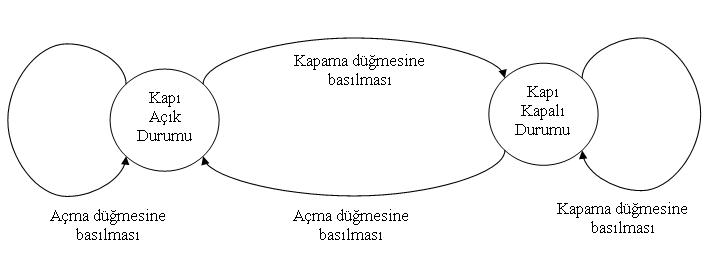 Kapama düğmesine
basılması
Kapı
Açık
Durumu
Kapı
Kapalı
Durumu
Açma düğmesine
basılması
Açma düğmesine
basılması
Kapama düğmesine
basılması